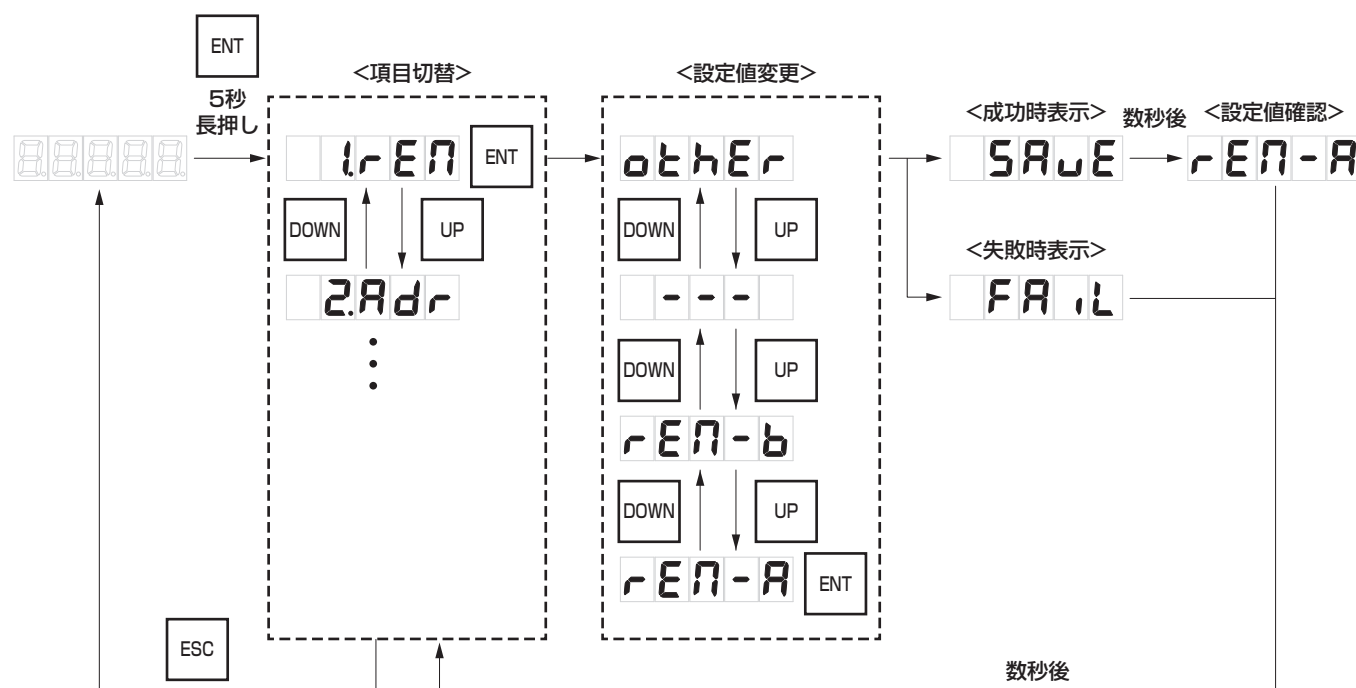 ENT
5秒
長押し
<項目切替>
1.rEM
ENT
DOWN
UP
2.Adr
<設定値変更>
othEr
DOWN
UP
---
DOWN
UP
rEM-b
DOWN
UP
rEM-A
ENT
<成功時表示>
SAvE
数秒後
<設定値確認>
rEM-A
<失敗時表示>
FAiL
ESC
数秒後